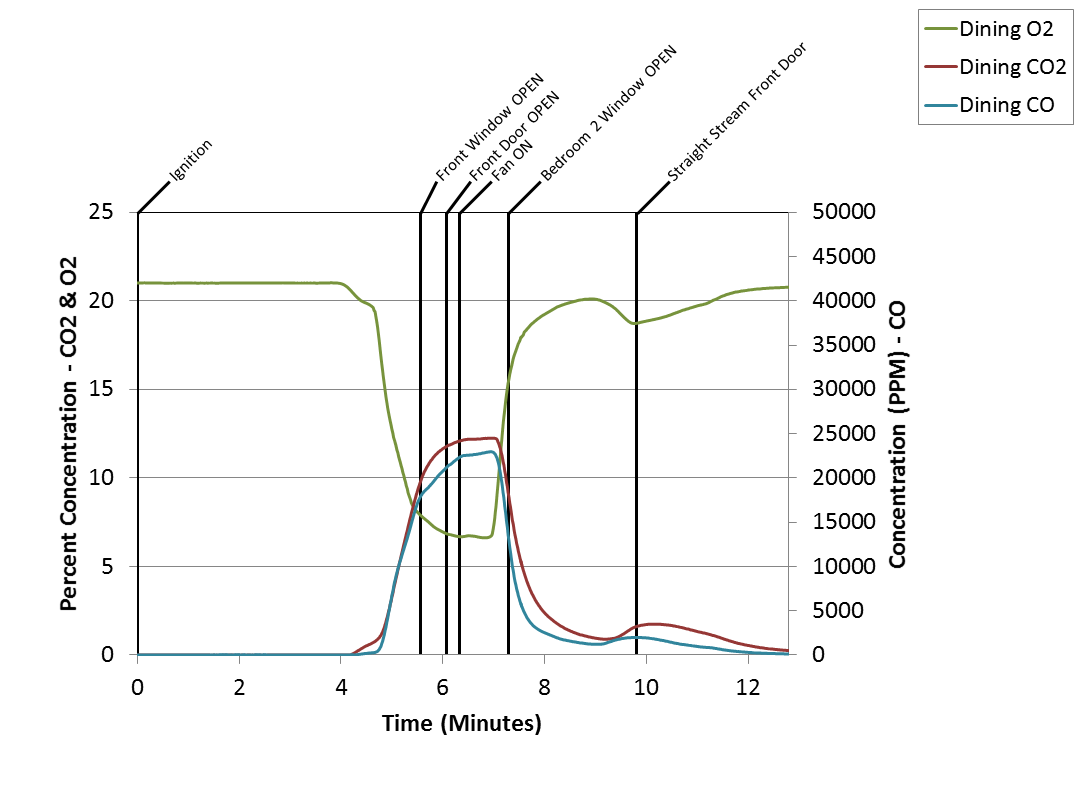 Dining O2
Dining CO2
Dining CO
Ignition
Front Window OPEN
Front Door OPEN
Fan ON
Bedroom 2 Window OPEN
Straight Stream Front Door
Percent Concentration - CO2 & O2
25
20
15
10
5
0
50000
45000
40000
35000
30000
25000
20000
15000
10000
5000
0
Concentration (PPM) - CO
0 2 4 6 8 10 12
Time (Minutes)